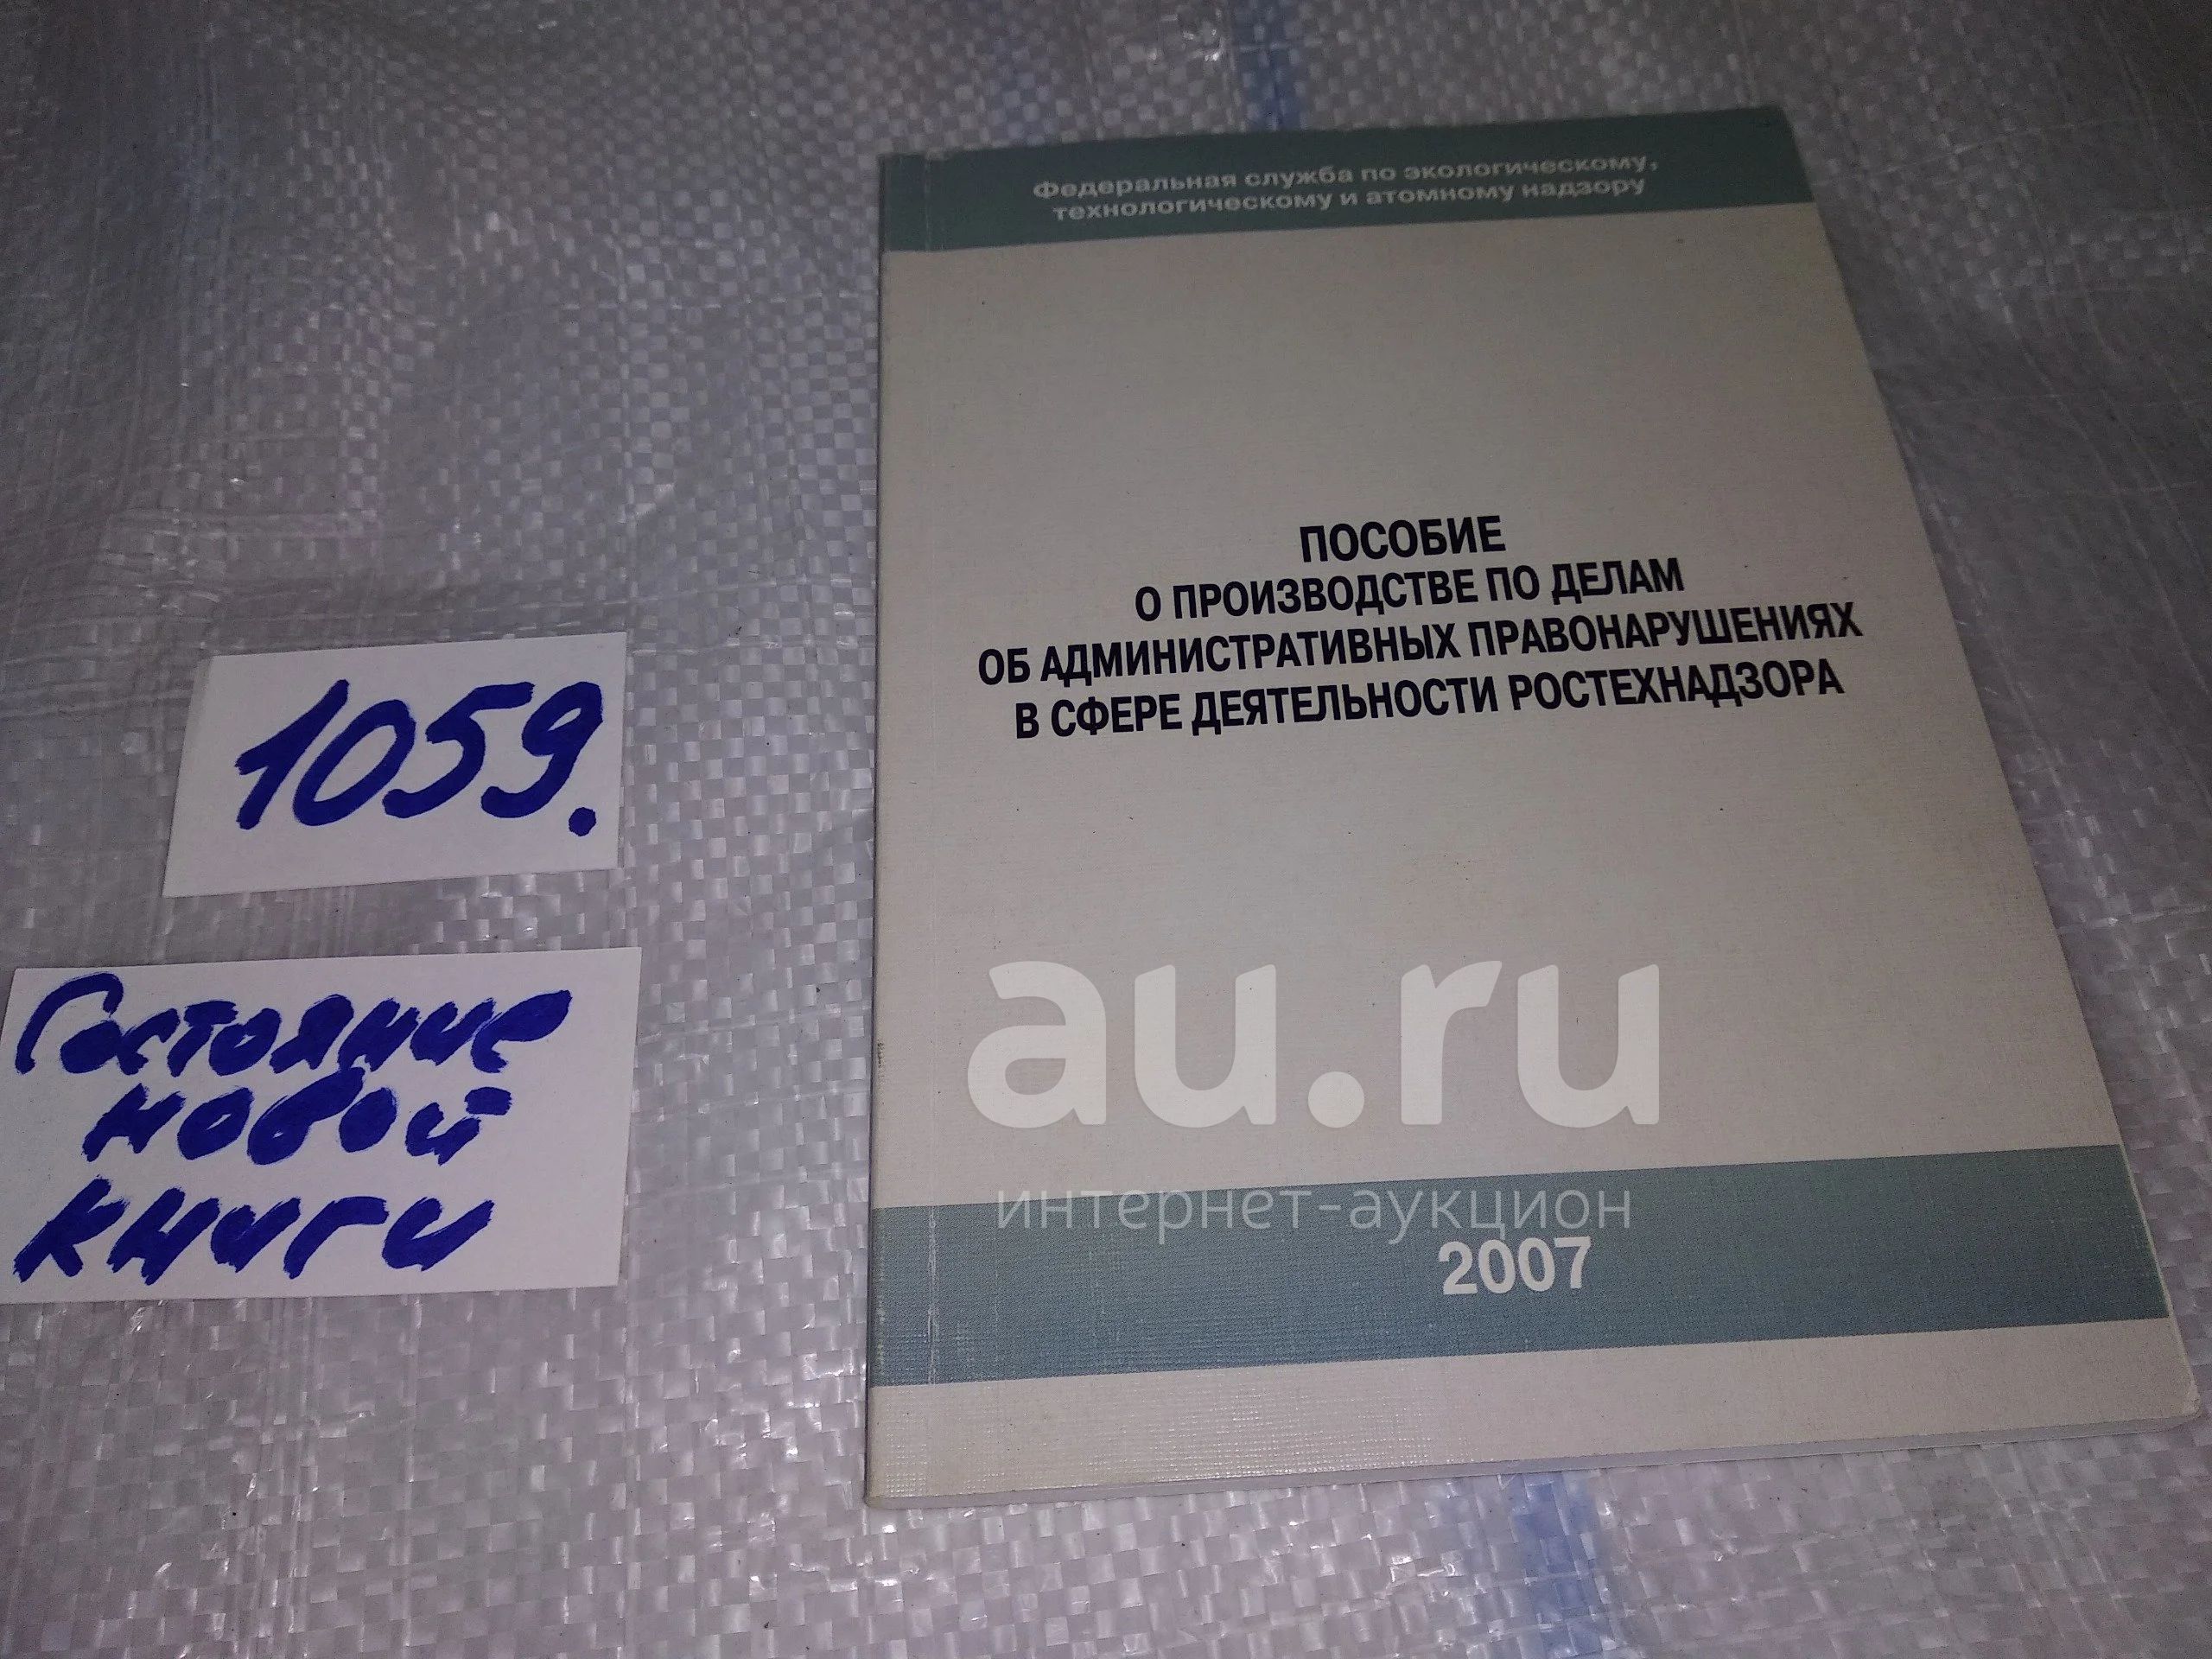 Федеральная служба по экологическому,
технологическому и атомному надзору
ПОСОБИЕ
О ПРОИЗВОДСТВЕ ПО ДЕЛАМ
ОБ АДМИНИСТРАТИВНЫХ ПРАВОНАРУШЕНИЯХ
В СФЕРЕ ДЕЯТЕЛЬНОСТИ РОСТЕХНАДЗОРА
1059.
Состояние
новой
книги
au.ru
интернет-аукцион
2007